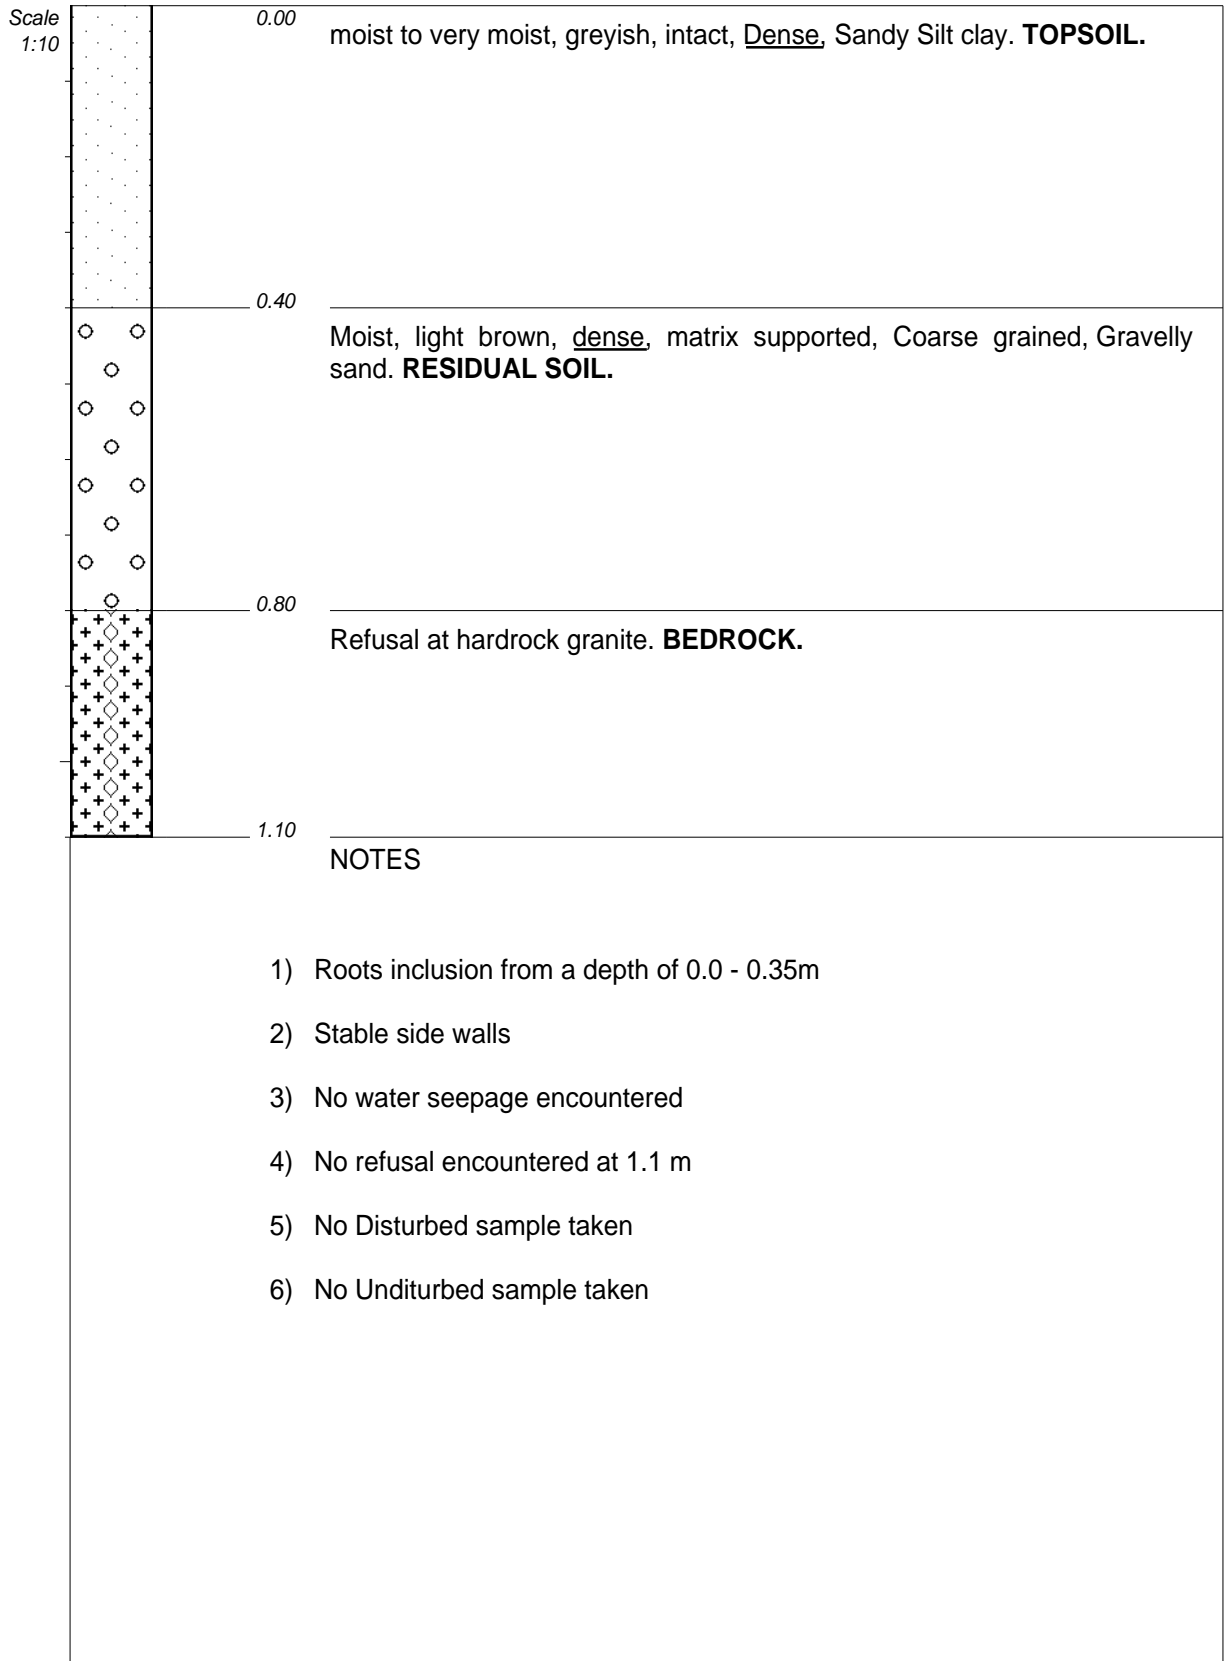 Scale
1:10
0.00
moist to very moist, greyish, intact, Dense, Sandy Silt clay. TOPSOIL.
0.40
Moist, light brown, dense, matrix supported, Coarse grained, Gravelly
sand. RESIDUAL SOIL.
0.80
Refusal at hardrock granite. BEDROCK.
1.10
NOTES
1) Roots inclusion from a depth of 0.0 - 0.35m
2) Stable side walls
3) No water seepage encountered
4) No refusal encountered at 1.1 m
5) No Disturbed sample taken
6) No Unditurbed sample taken